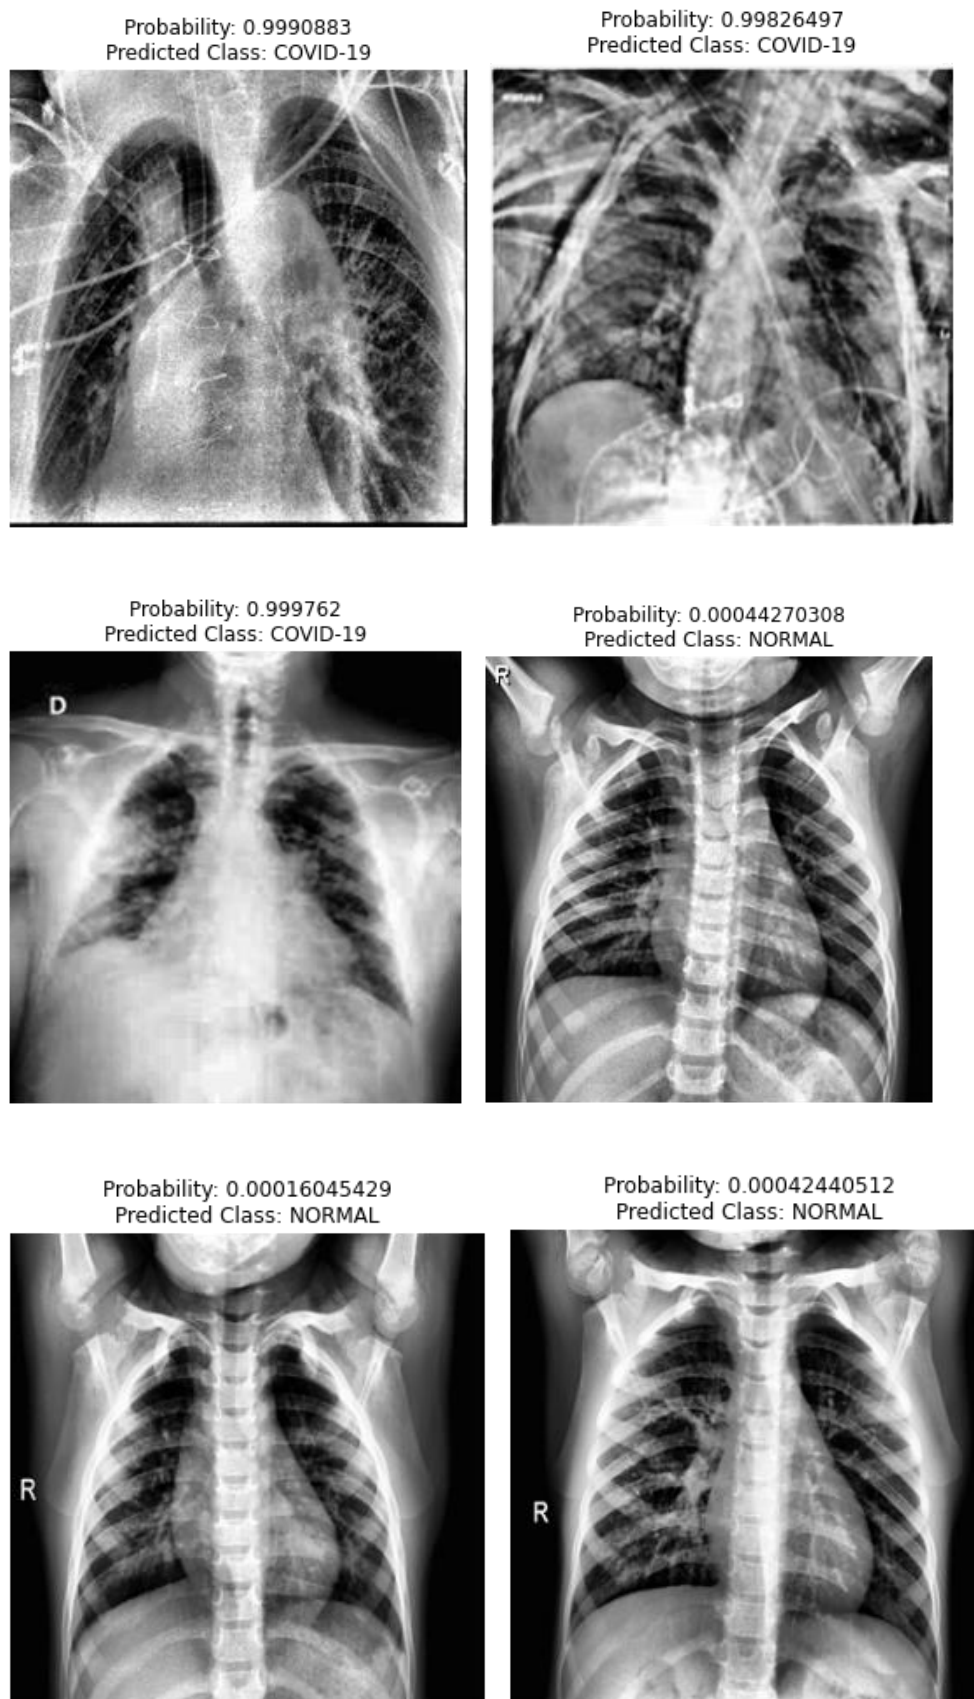 Probability: 0.9990883
Predicted Class: COVID-19
Probability: 0.99826497
Predicted Class: COVID-19
Probability: 0.999762
Predicted Class: COVID-19
D
Probability: 0.00044270308
Predicted Class: NORMAL
R
Probability: 0.00016045429
Predicted Class: NORMAL
R
Probability: 0.00042440512
Predicted Class: NORMAL
R